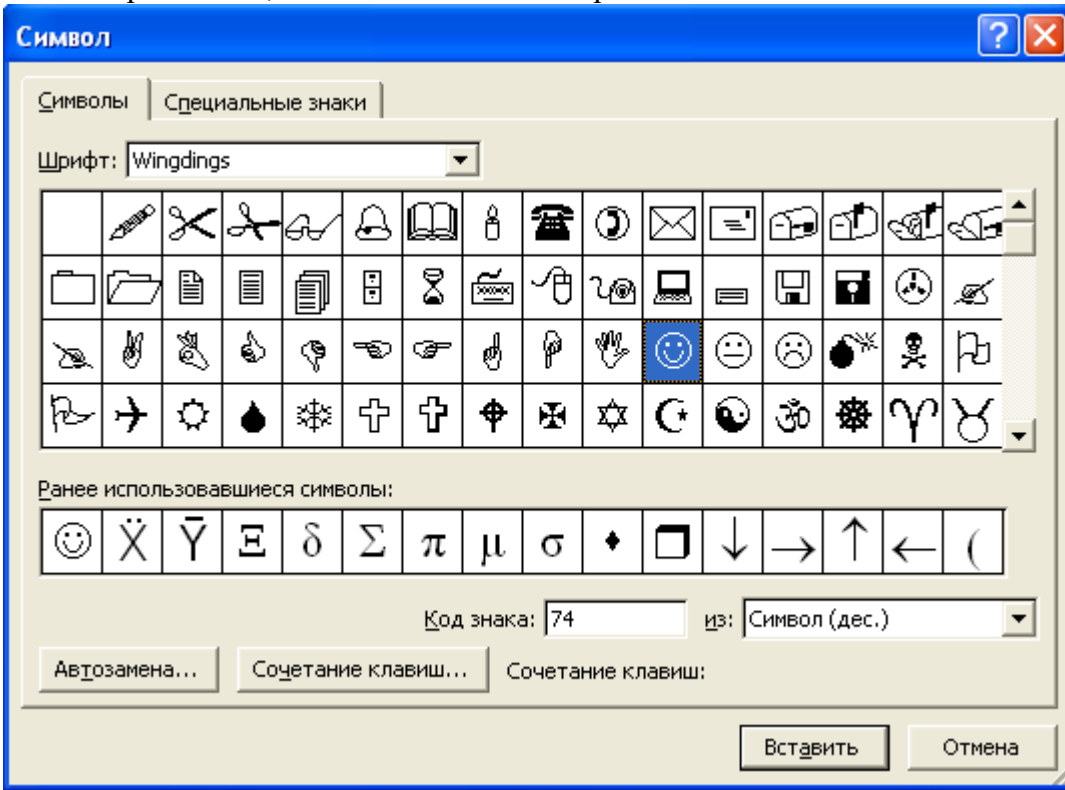 Символ
Символы Специальные знаки
Шрифт: Wingdings
Ранее использовавшиеся символы:
Ẍ Ȳ Ξ δ Σ π μ σ ♦ ❒ ↓ → ↑ ← (
Код знака: 74 из: Символ (дес.)
Автозамена... Сочетание клавиш... Сочетание клавиш:
Вставить Отмена